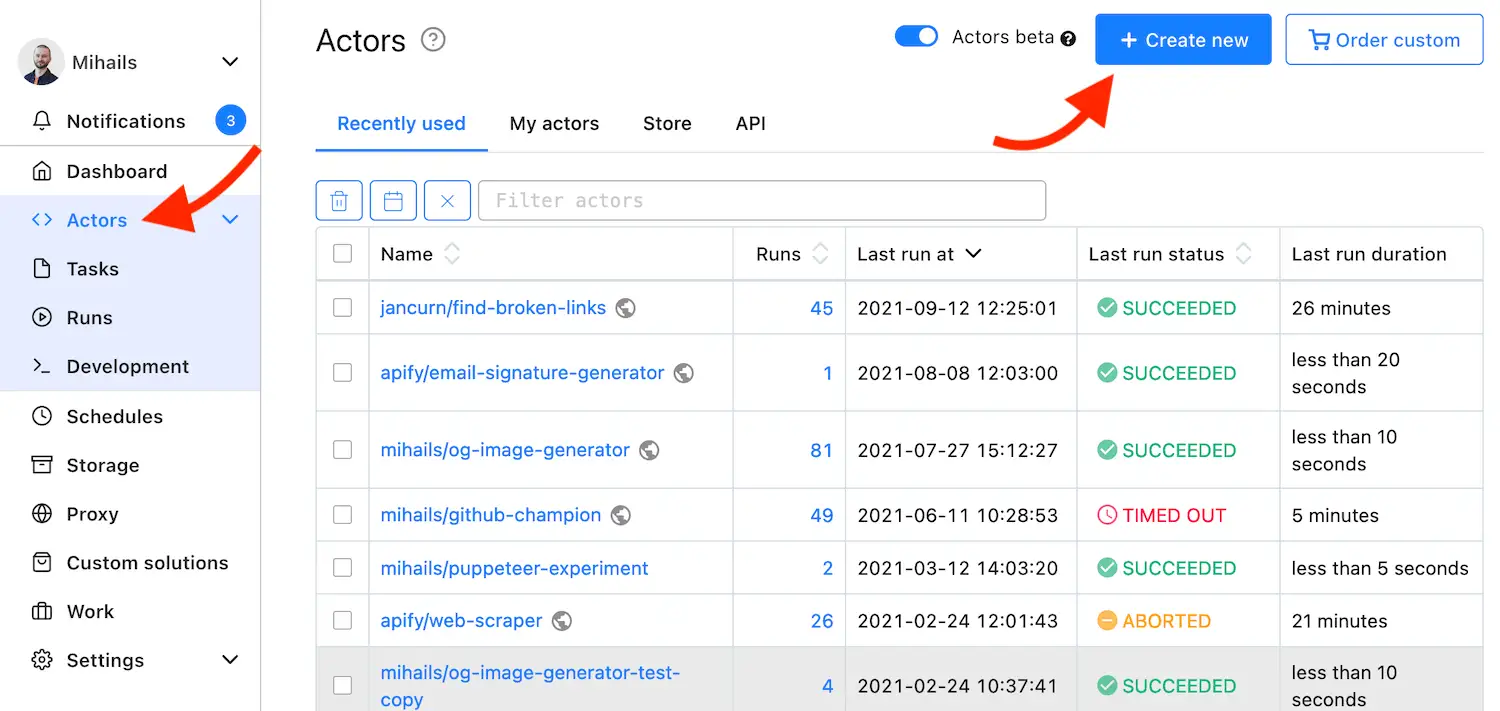 Mihails
Notifications 3
Dashboard
Actors
Tasks
Runs
Development
Schedules
Storage
Proxy
Custom solutions
Work
Settings
Actors ?
Actors beta ?
+ Create new
Order custom
Recently used My actors Store API
Filter actors
Name Runs Last run at Last run status Last run duration
jancurn/find-broken-links 45 2021-09-12 12:25:01 SUCCEEDED 26 minutes
apify/email-signature-generator 1 2021-08-08 12:03:00 SUCCEEDED less than 20
seconds
mihails/og-image-generator 81 2021-07-27 15:12:27 SUCCEEDED less than 10
seconds
mihails/github-champion 49 2021-06-11 10:28:53 TIMED OUT 5 minutes
mihails/puppeteer-experiment 2 2021-03-12 14:03:20 SUCCEEDED less than 5 seconds
apify/web-scraper 26 2021-02-24 12:01:43 ABORTED 21 minutes
mihails/og-image-generator-test-
copy 4 2021-02-24 10:37:41 SUCCEEDED less than 10
seconds